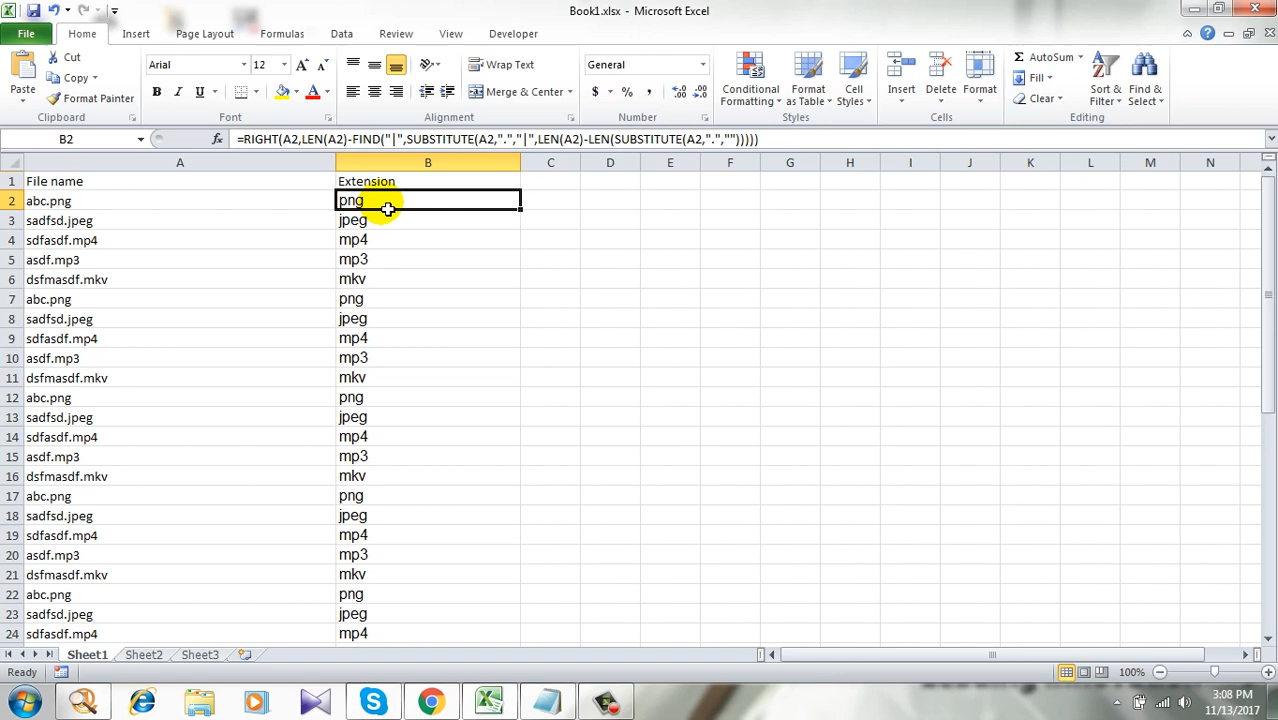 Book1.xlsx - Microsoft Excel
File Home Insert Page Layout Formulas Data Review View Developer
Cut
Copy
Format Painter
Paste
Clipboard
Arial 12
B I U
Font
Wrap Text
Merge & Center
Alignment
General
$ % ,
Number
Conditional Formatting
Format as Table
Cell Styles
Styles
Insert Delete Format
Cells
AutoSum
Fill
Clear
Sort & Filter
Find & Select
Editing
B2 fx =RIGHT(A2,LEN(A2)-FIND("|",SUBSTITUTE(A2,".","|",LEN(A2)-LEN(SUBSTITUTE(A2,".","")))))
A B C D E F G H I J K L M N
1 File name Extension
2 abc.png png
3 sadfsd.jpeg jpeg
4 sdfasdf.mp4 mp4
5 asdf.mp3 mp3
6 dsfmasdf.mkv mkv
7 abc.png png
8 sadfsd.jpeg jpeg
9 sdfasdf.mp4 mp4
10 asdf.mp3 mp3
11 dsfmasdf.mkv mkv
12 abc.png png
13 sadfsd.jpeg jpeg
14 sdfasdf.mp4 mp4
15 asdf.mp3 mp3
16 dsfmasdf.mkv mkv
17 abc.png png
18 sadfsd.jpeg jpeg
19 sdfasdf.mp4 mp4
20 asdf.mp3 mp3
21 dsfmasdf.mkv mkv
22 abc.png png
23 sadfsd.jpeg jpeg
24 sdfasdf.mp4 mp4
Sheet1 Sheet2 Sheet3
Ready 100%
3:08 PM
11/13/2017